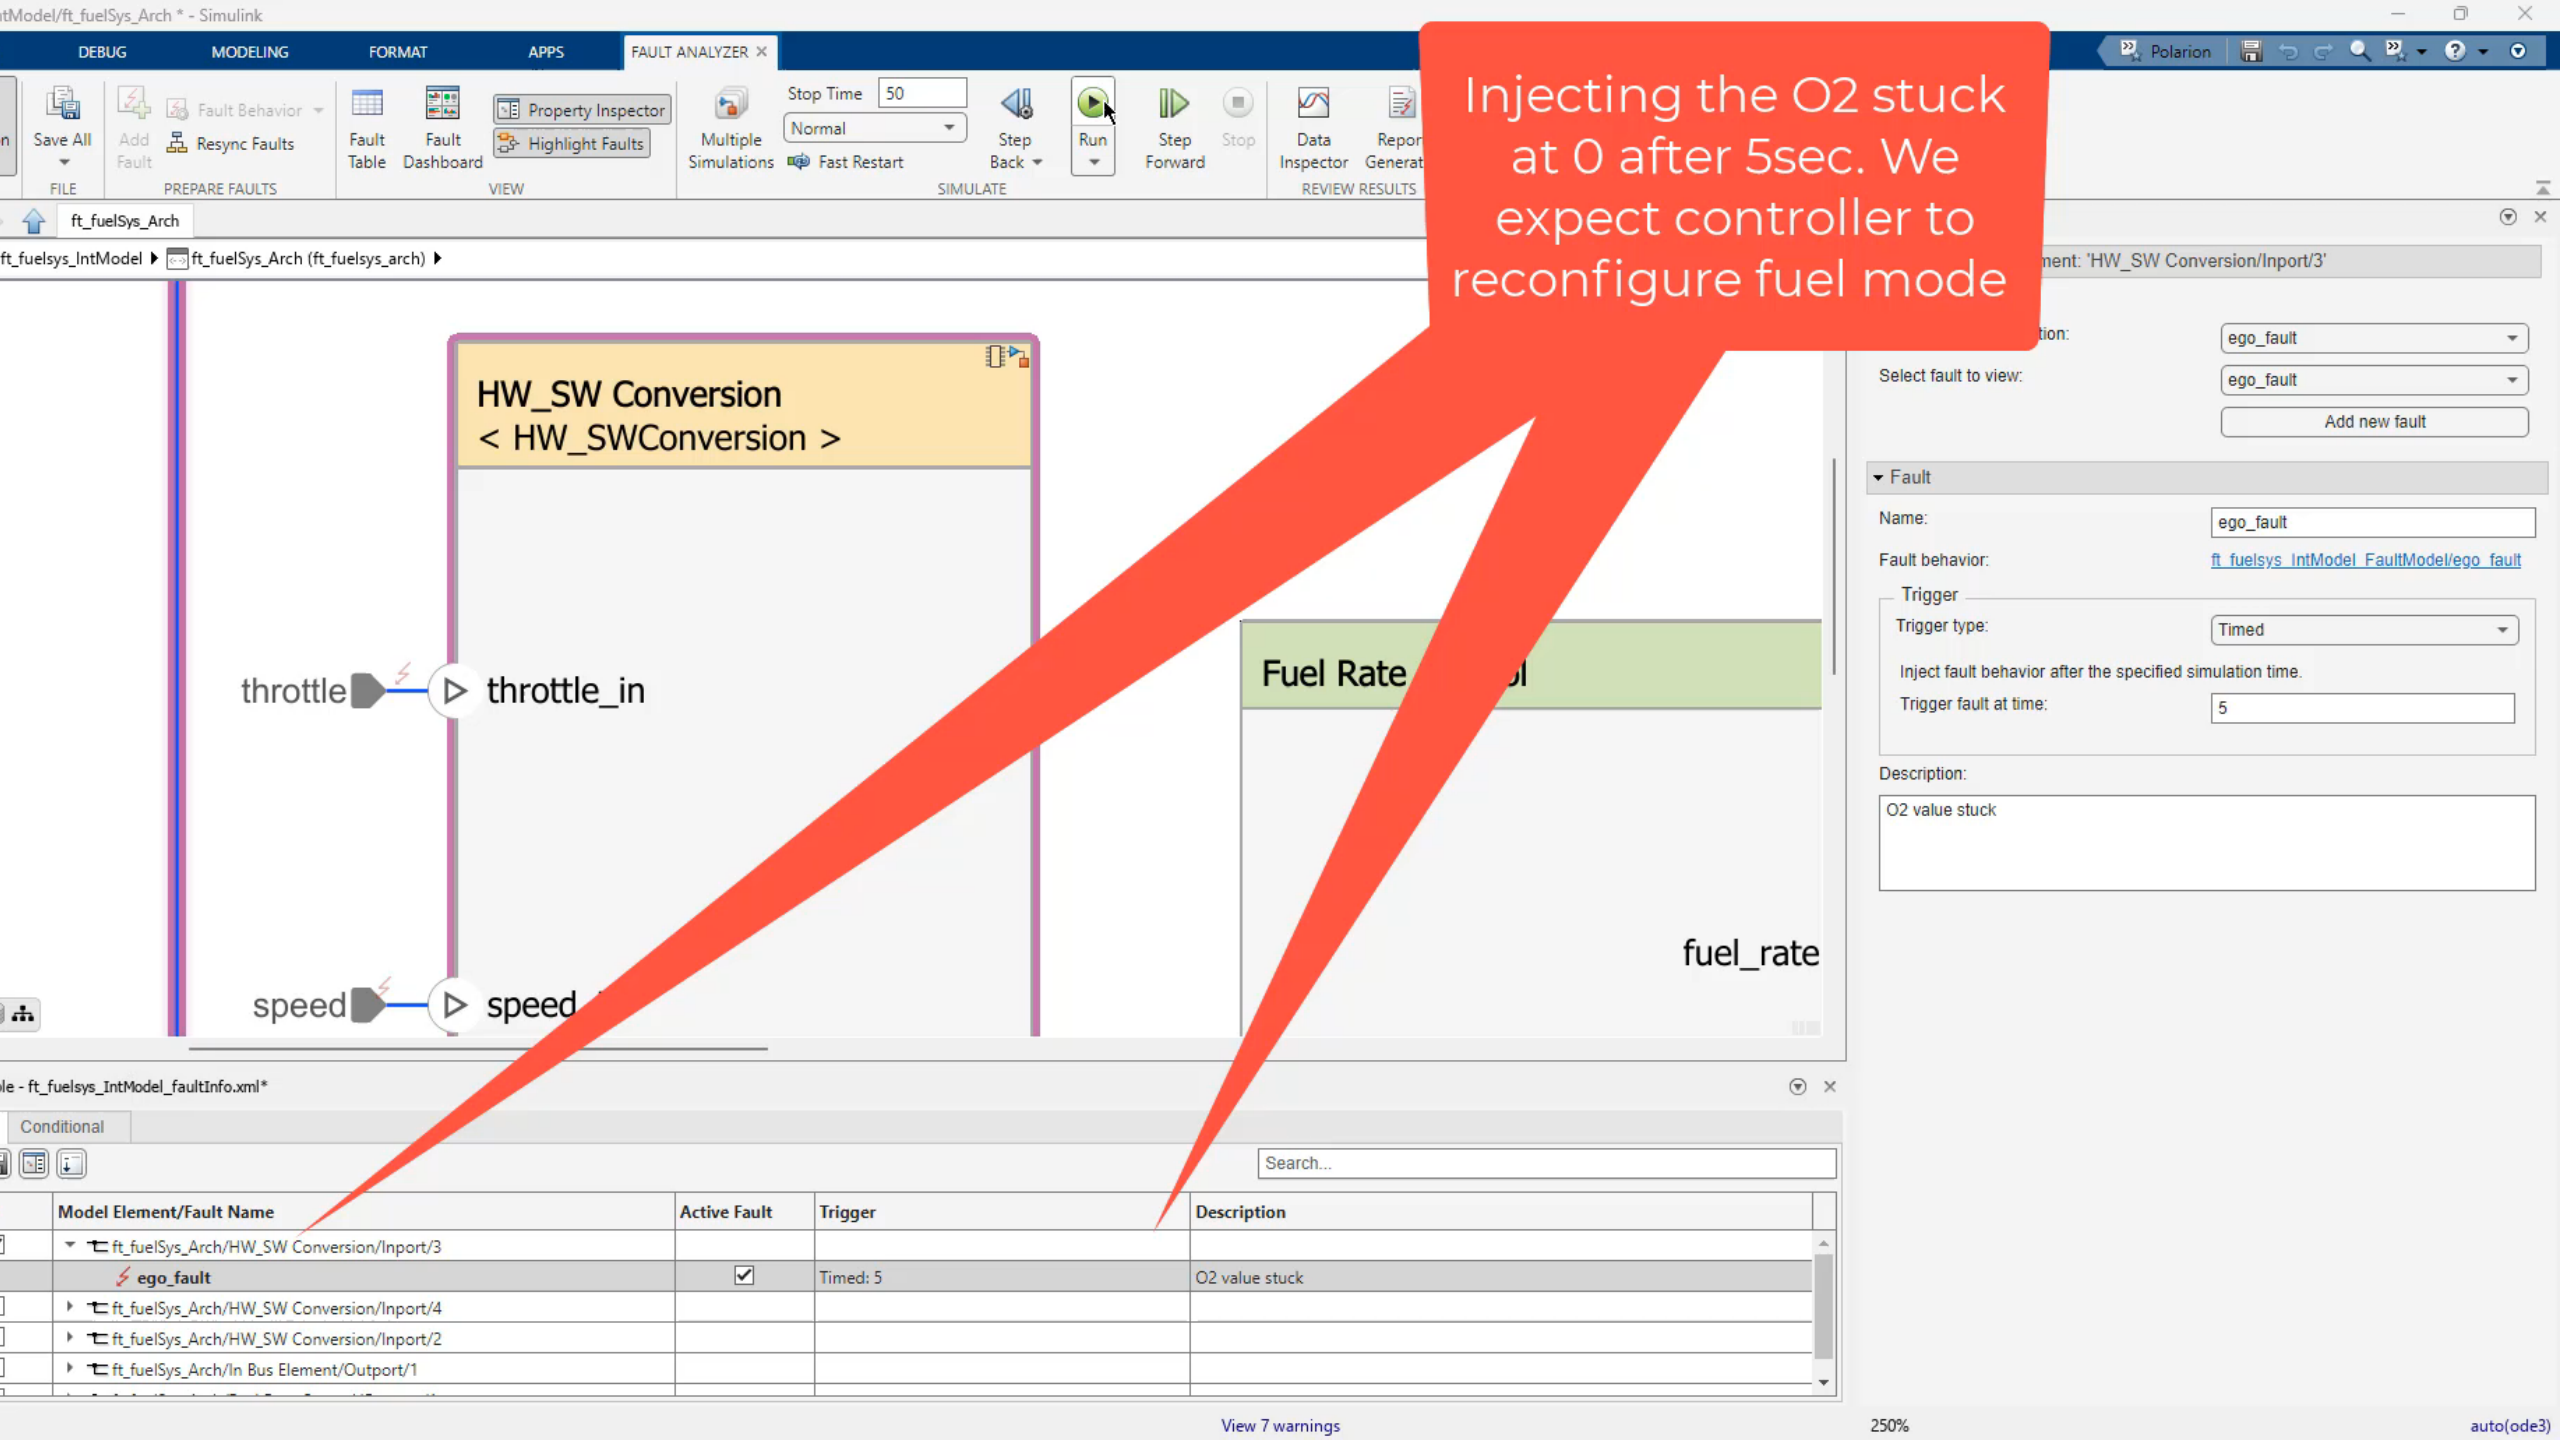 tModel/ft_fuelSys_Arch * - Simulink
DEBUG
MODELING
FORMAT
APPS
FAULT ANALYZER
Polarion
Save All
Add
Fault
Fault Behavior
Resync Faults
Fault
Table
Fault
Dashboard
Property Inspector
Highlight Faults
Multiple
Simulations
Stop Time
50
Normal
Fast Restart
Step
Back
Run
Step
Forward
Stop
Data
Inspector
Repor
Generat
FILE
PREPARE FAULTS
VIEW
SIMULATE
REVIEW RESULTS
Injecting the O2 stuck
at 0 after 5sec. We
expect controller to
reconfigure fuel mode
ft_fuelSys_Arch
ft_fuelsys_IntModel
ft_fuelSys_Arch (ft_fuelsys_arch)
HW_SW Conversion
< HW_SWConversion >
throttle
throttle_in
speed
speed_
Fuel Rate
fuel_rate
ment: 'HW_SW Conversion/Inport/3'
tion:
ego_fault
Select fault to view:
ego_fault
Add new fault
Fault
Name:
ego_fault
Fault behavior:
ft_fuelsys_IntModel_FaultModel/ego_fault
Trigger
Trigger type:
Timed
Inject fault behavior after the specified simulation time.
Trigger fault at time:
5
Description:
O2 value stuck
le - ft_fuelsys_IntModel_faultInfo.xml*
Conditional
Search...
Model Element/Fault Name
Active Fault
Trigger
Description
ft_fuelSys_Arch/HW_SW Conversion/Inport/3
ego_fault
Timed: 5
O2 value stuck
ft_fuelSys_Arch/HW_SW Conversion/Inport/4
ft_fuelSys_Arch/HW_SW Conversion/Inport/2
ft_fuelSys_Arch/In Bus Element/Outport/1
View 7 warnings
250%
auto(ode3)